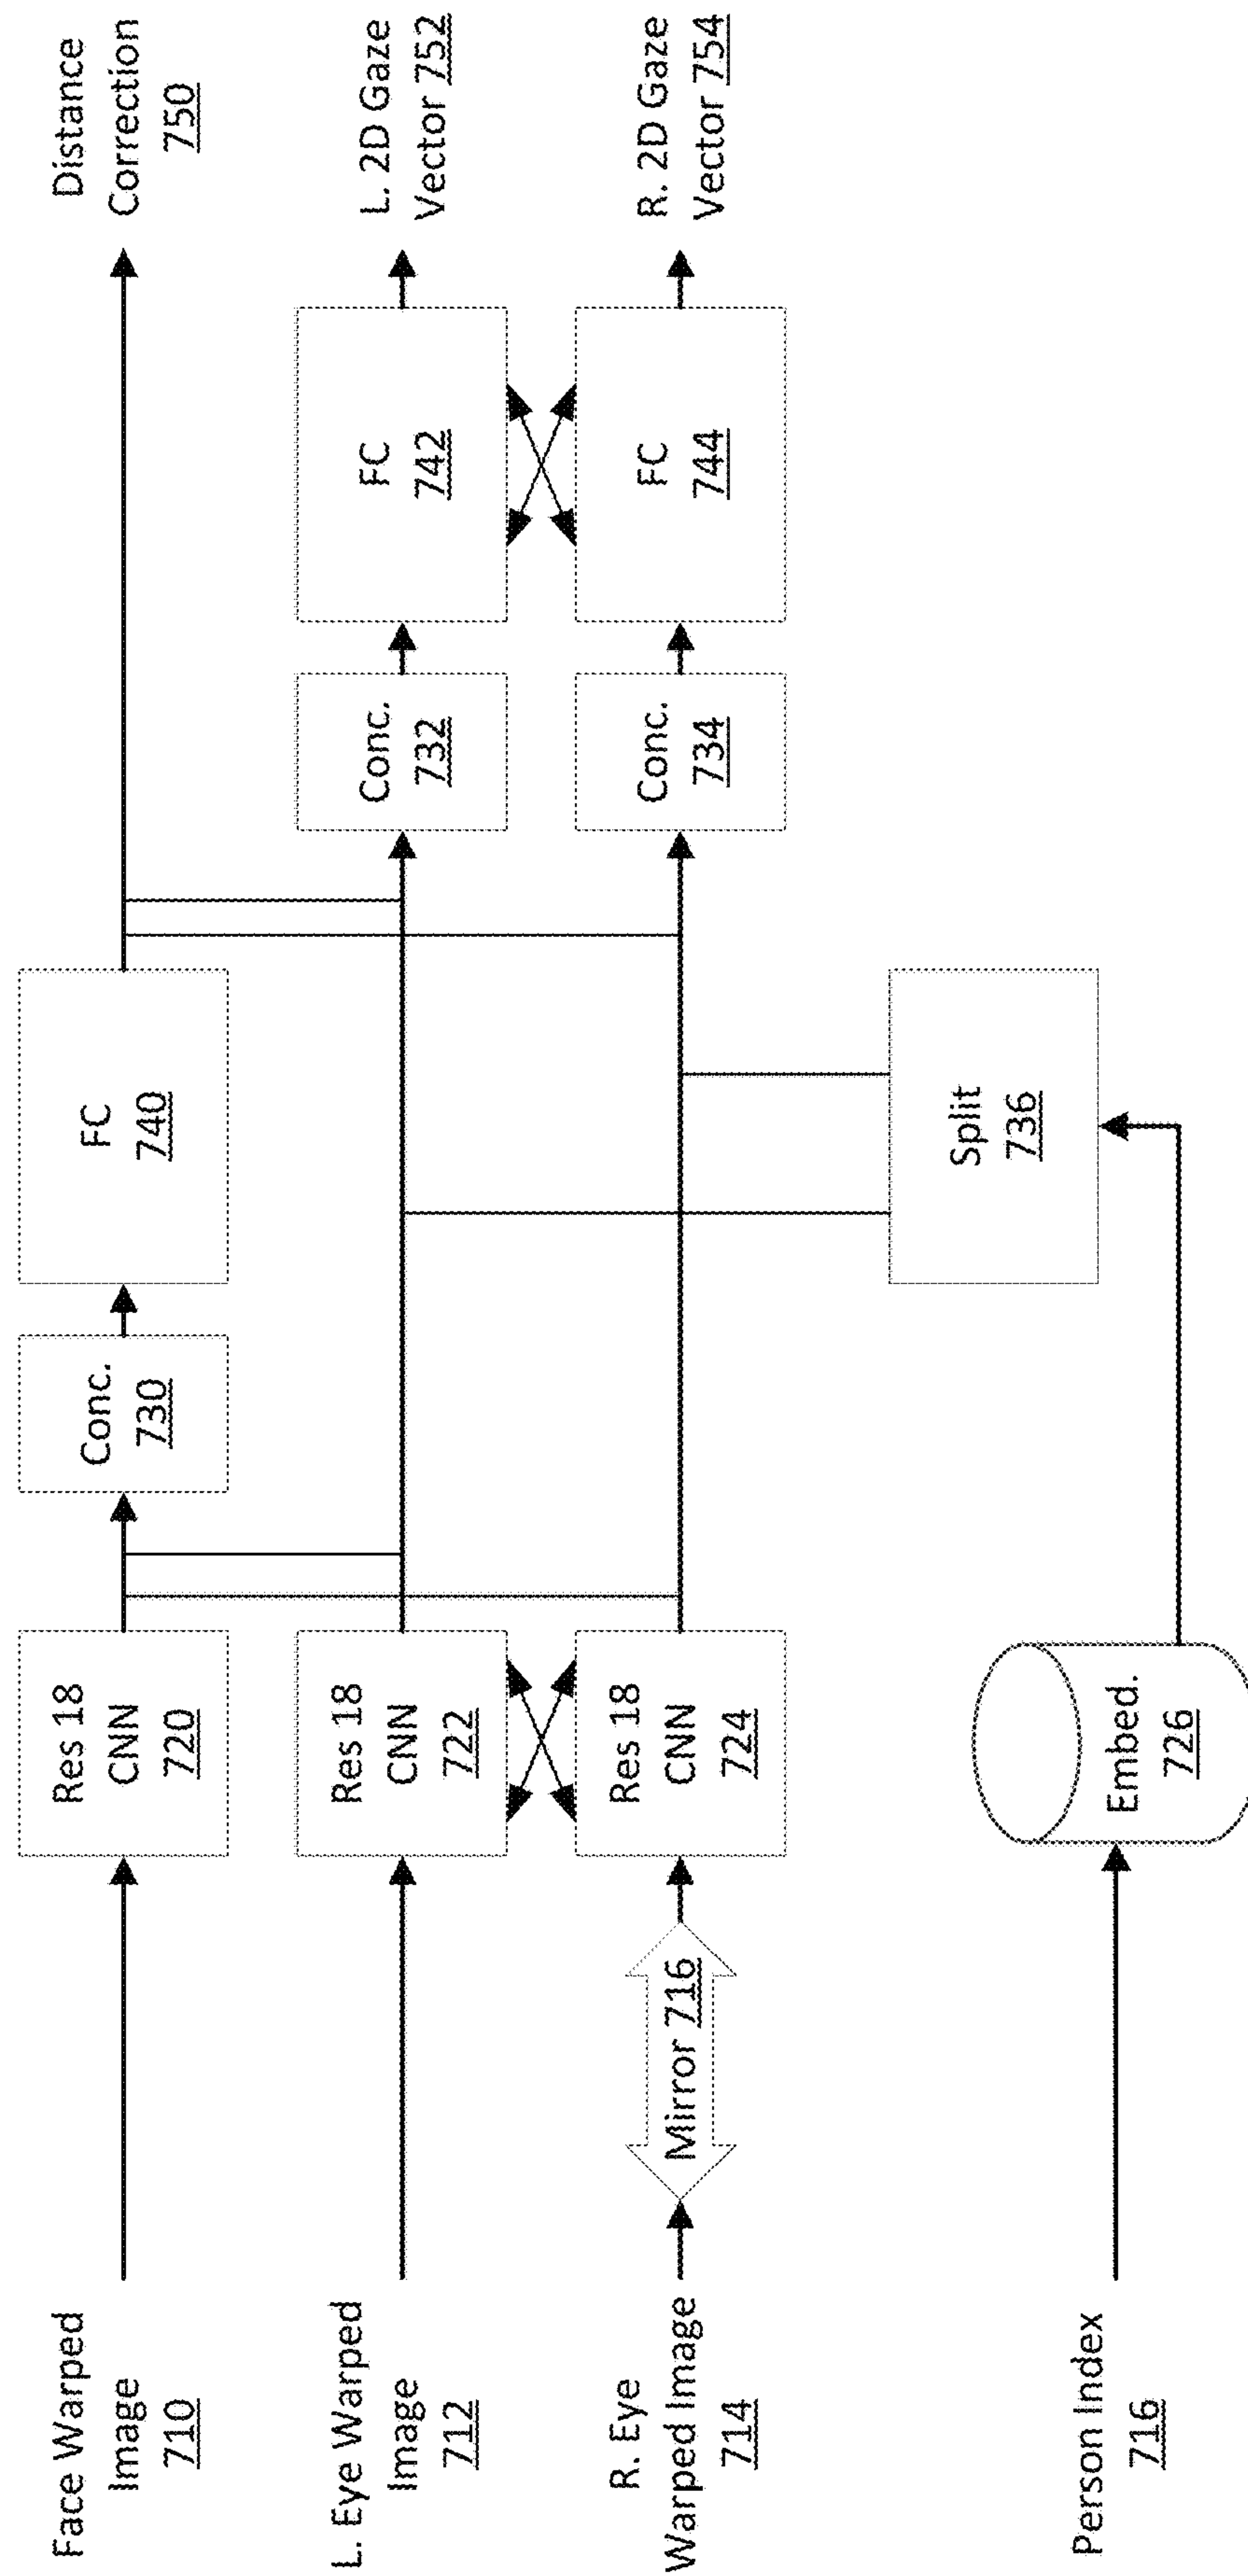 Face Warped
Image
710
Res 18
CNN
720
Conc.
730
FC
740
Distance
Correction
750
L. Eye Warped
Image
712
Res 18
CNN
722
Conc.
732
FC
742
L. 2D Gaze
Vector 752
R. Eye
Warped Image
714
Mirror 716
Res 18
CNN
724
Conc.
734
FC
744
R. 2D Gaze
Vector 754
Split
736
Person Index
716
Embed.
726